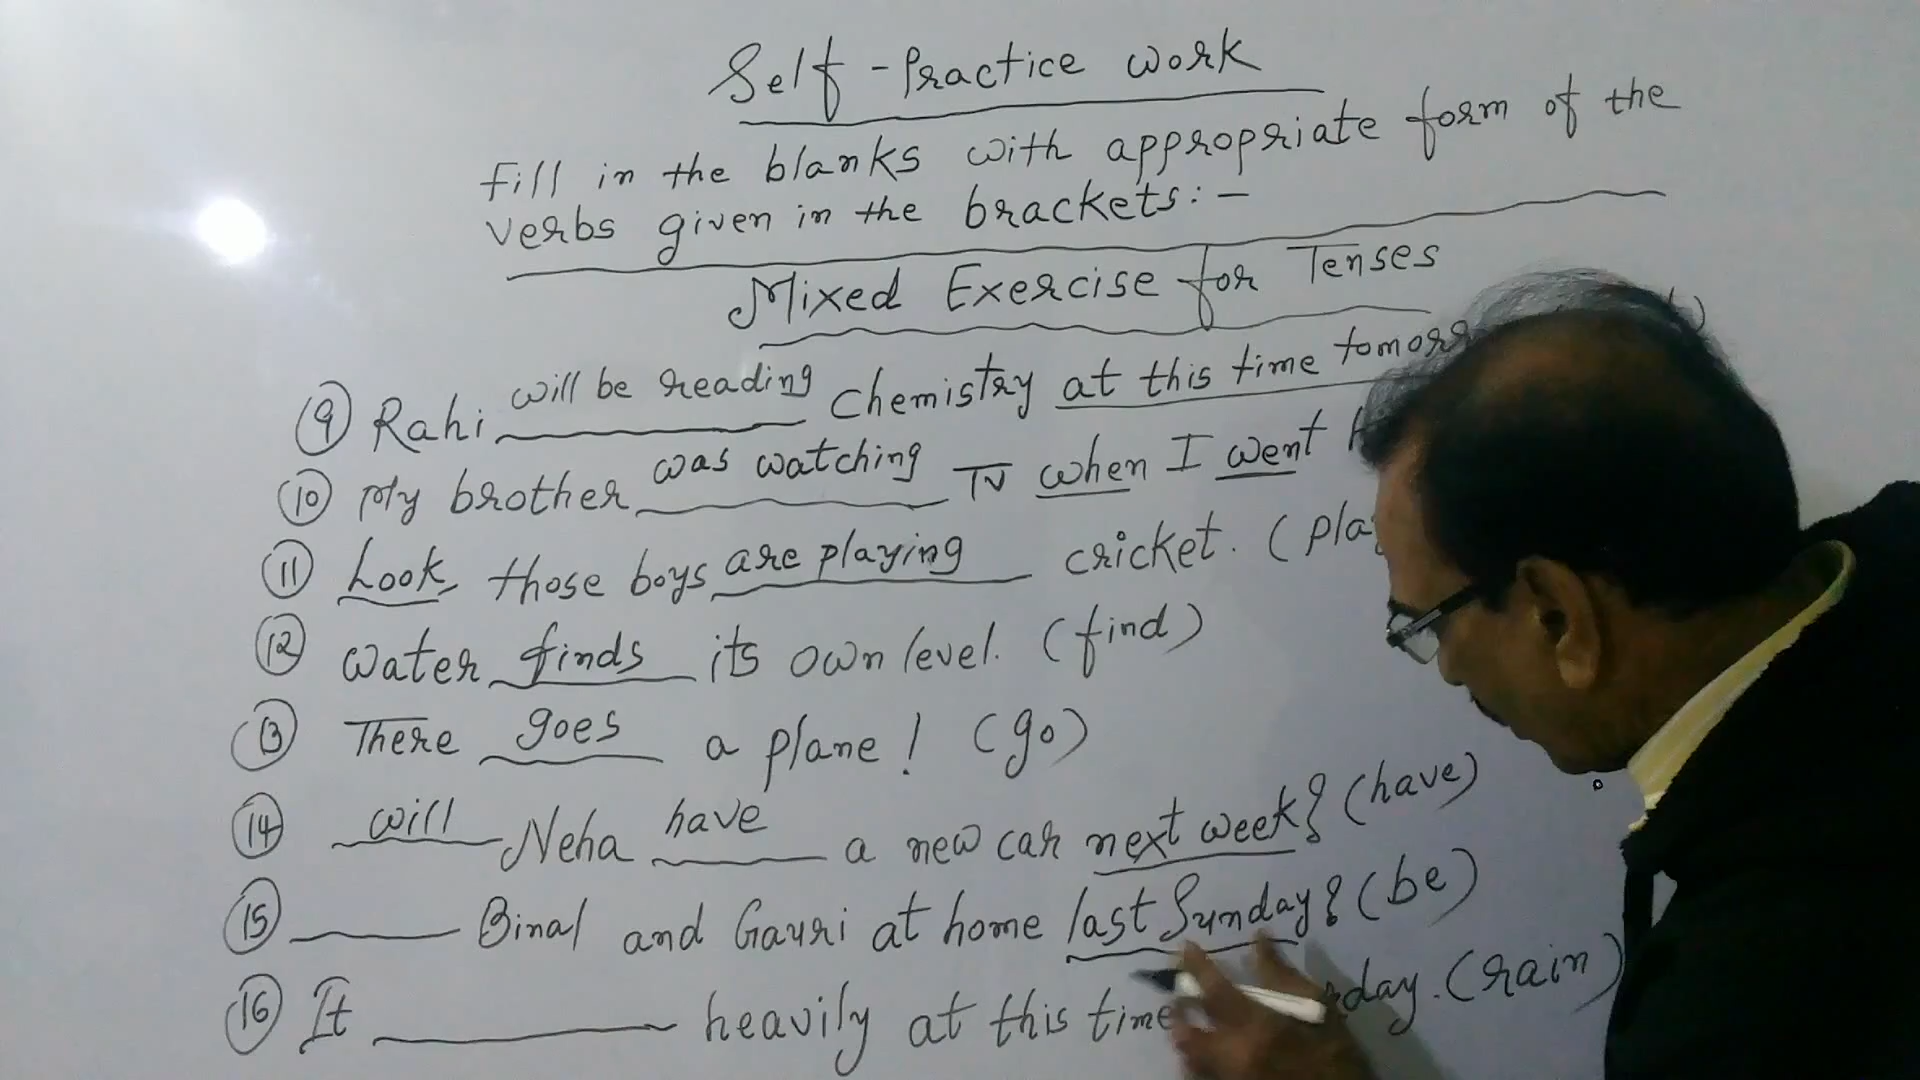 Self-Practice work
Fill in the blanks with appropriate form of the
verbs given in the brackets:-
Mixed Exercise for Tenses
(9) Rahi will be reading chemistry at this time
(10) My brother was watching TV when I went
(11) Look, those boys are playing cricket. (
(12) Water finds its own level. (find)
(13) There goes a plane! (go)
(14) will Neha have a new car next week? (have)
(15) ______ Binal and Gauri at home last Sunday? (be)
(16) It ______ heavily at this time (rain)